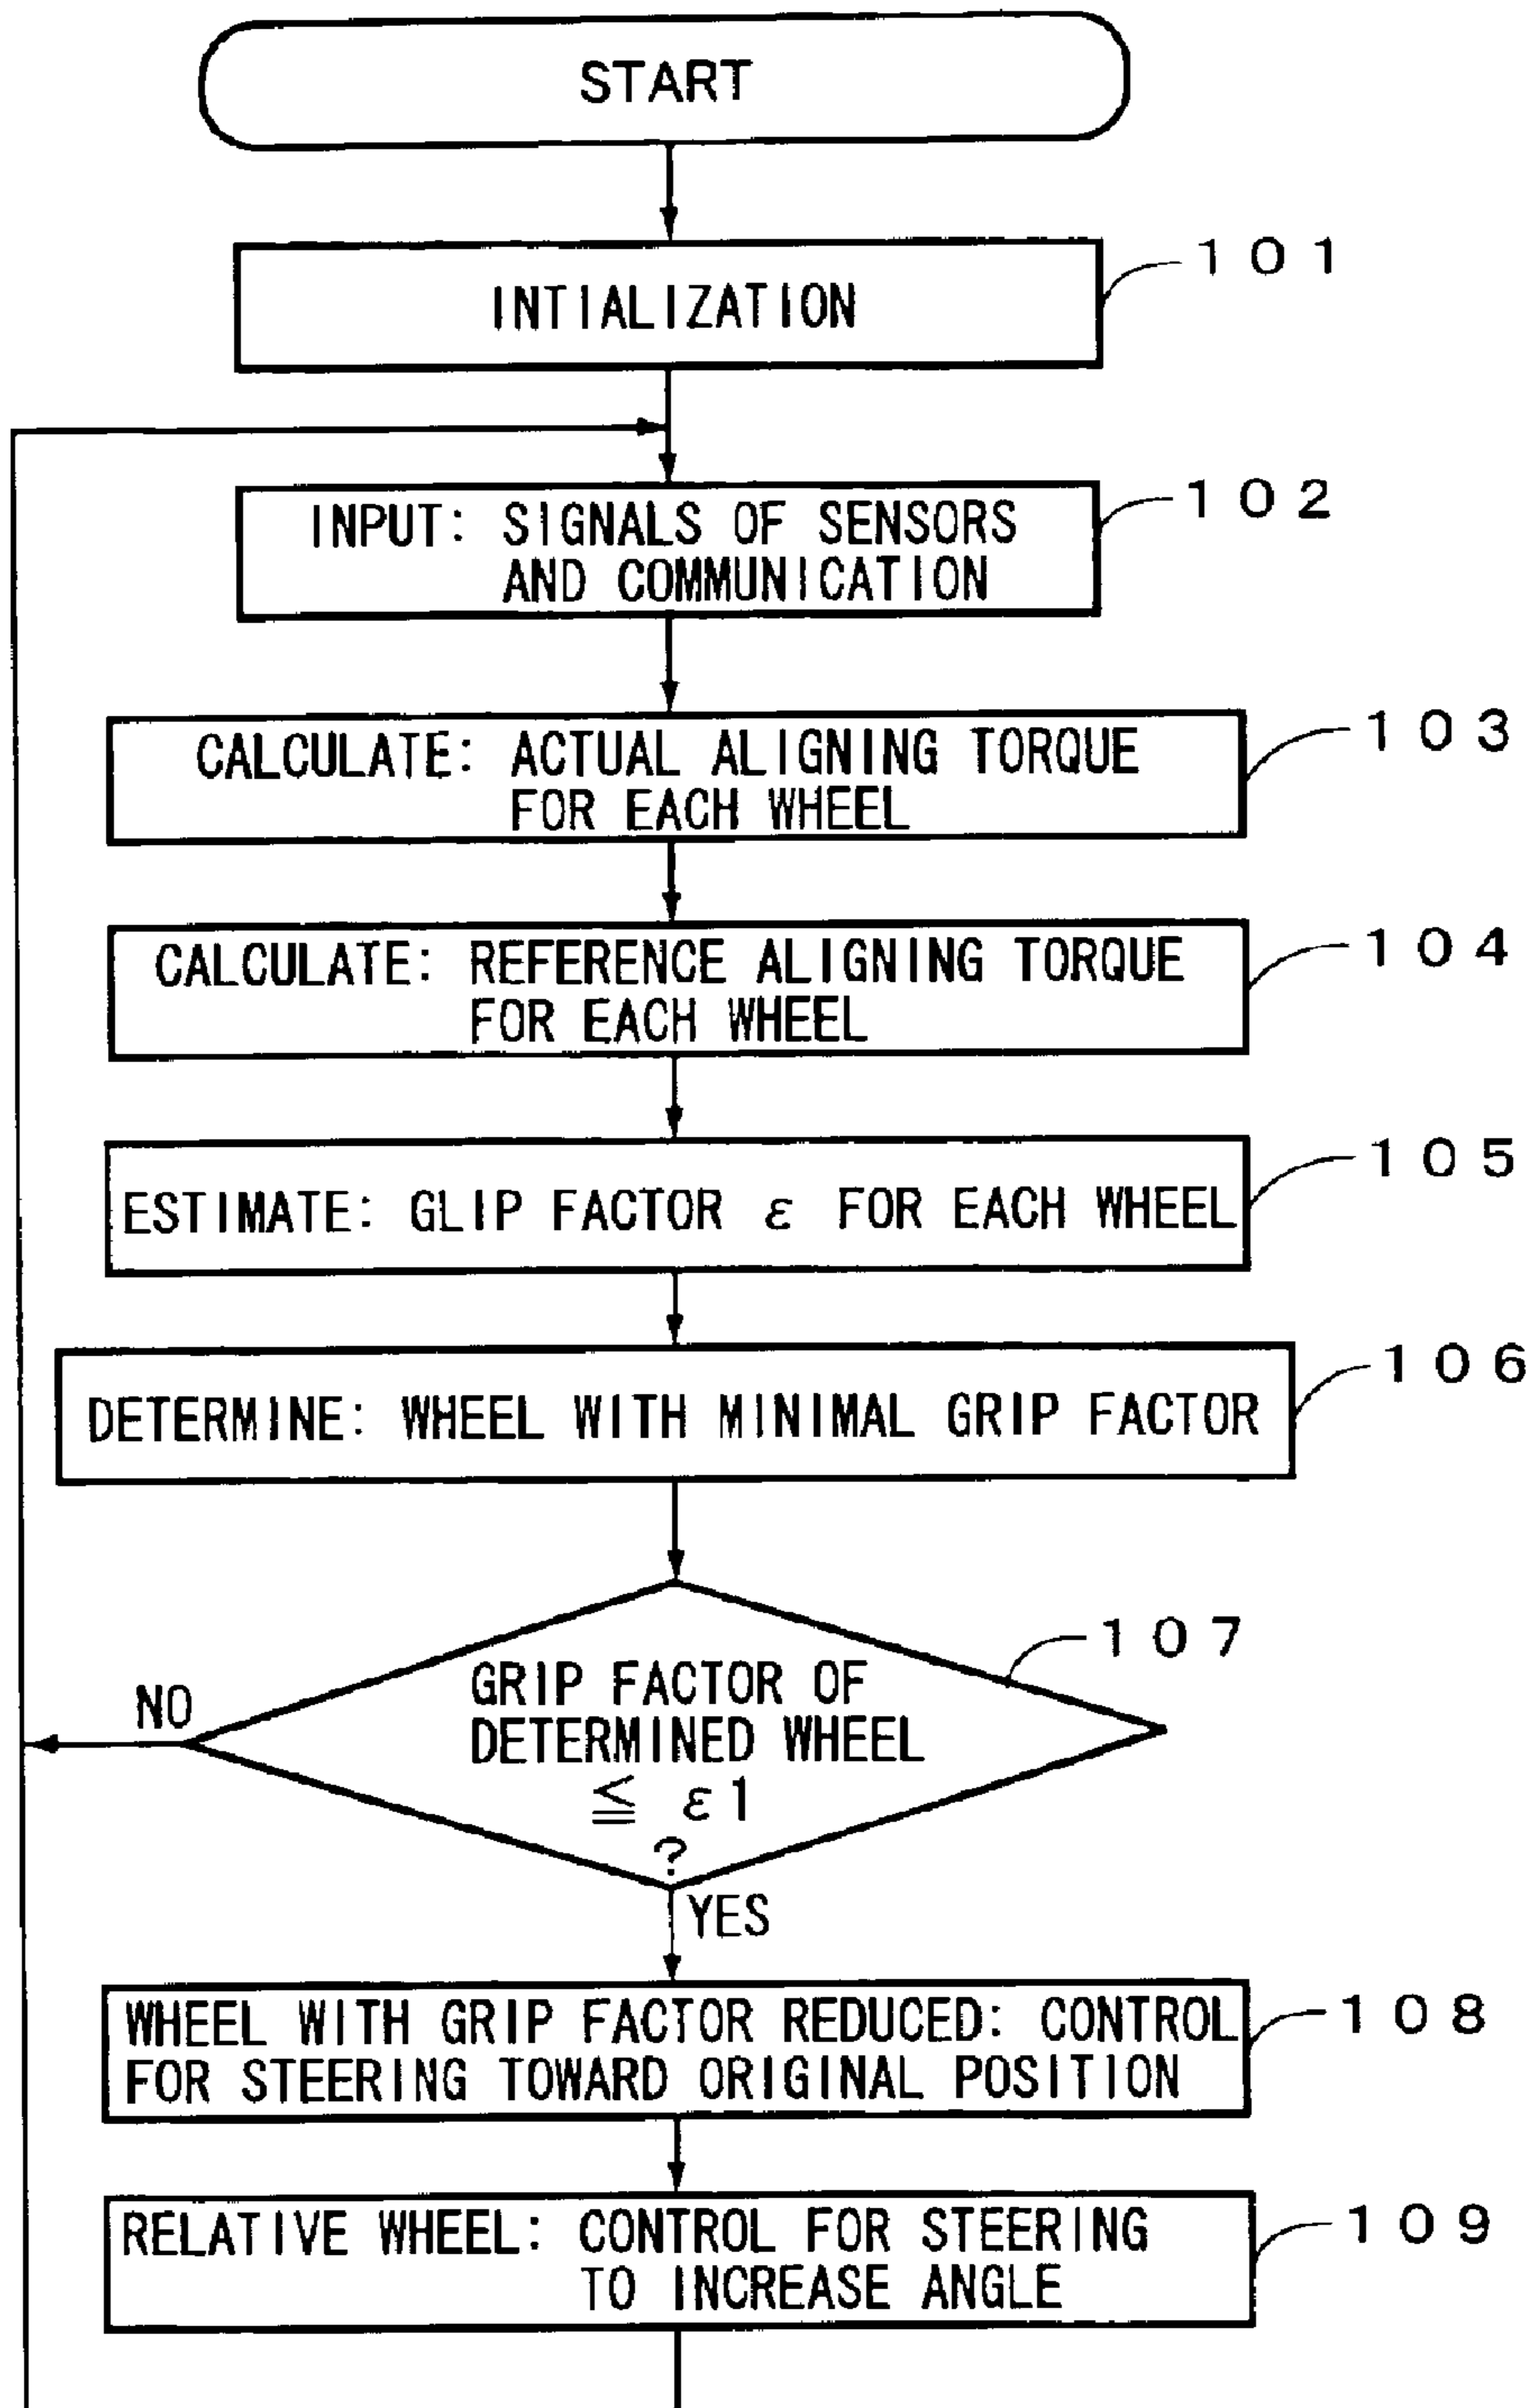 START
INTIALIZATION
101
INPUT: SIGNALS OF SENSORS
AND COMMUNICATION
102
CALCULATE: ACTUAL ALIGNING TORQUE
FOR EACH WHEEL
103
CALCULATE: REFERENCE ALIGNING TORQUE
FOR EACH WHEEL
104
ESTIMATE: GLIP FACTOR ε FOR EACH WHEEL
105
DETERMINE: WHEEL WITH MINIMAL GRIP FACTOR
106
GRIP FACTOR OF
DETERMINED WHEEL
≦ ε1
?
107
NO
YES
WHEEL WITH GRIP FACTOR REDUCED: CONTROL
FOR STEERING TOWARD ORIGINAL POSITION
108
RELATIVE WHEEL: CONTROL FOR STEERING
TO INCREASE ANGLE
109